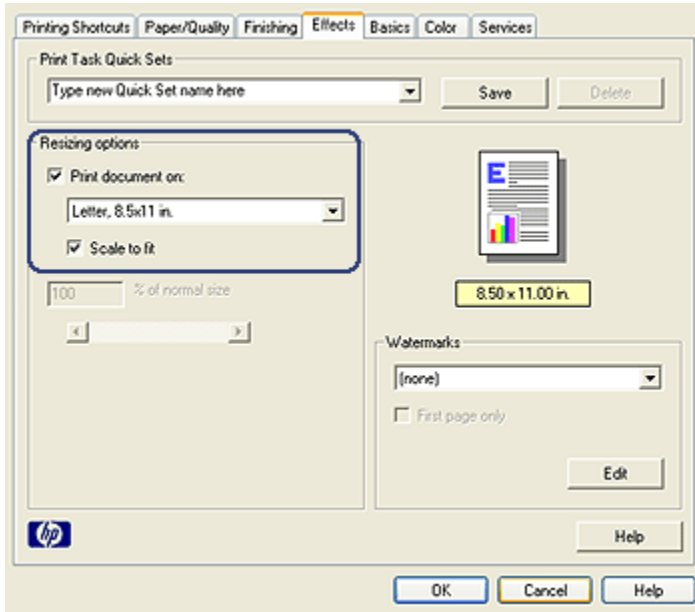 Printing Shortcuts Paper/Quality Finishing Effects Basics Color Services
Print Task Quick Sets
Type new Quick Set name here Save Delete
Resizing options
Print document on:
E
Letter, 8.5x11 in.
Scale to fit
100 % of normal size
8.50 x 11.00 in.
Watermarks
(none)
First page only
Edit
hp
Help
OK Cancel Help